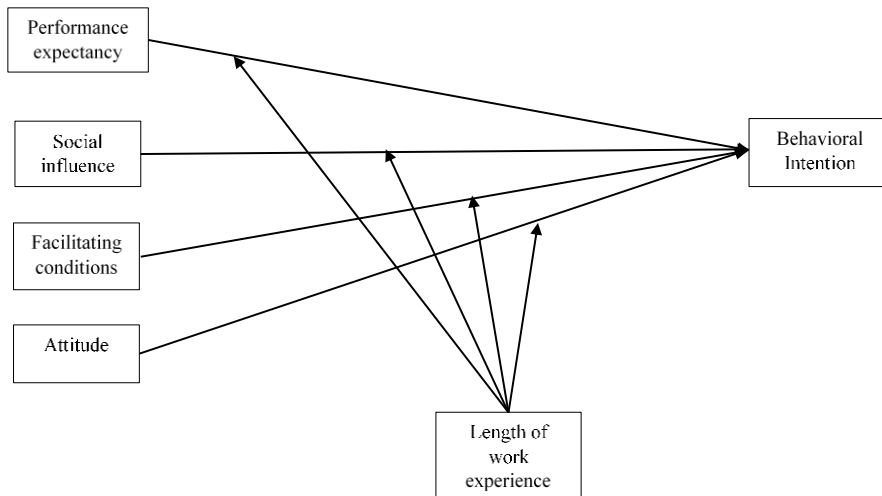 Performance
expectancy
Social
influence
Behavioral
Intention
Facilitating
conditions
Attitude
Length of
work
experience